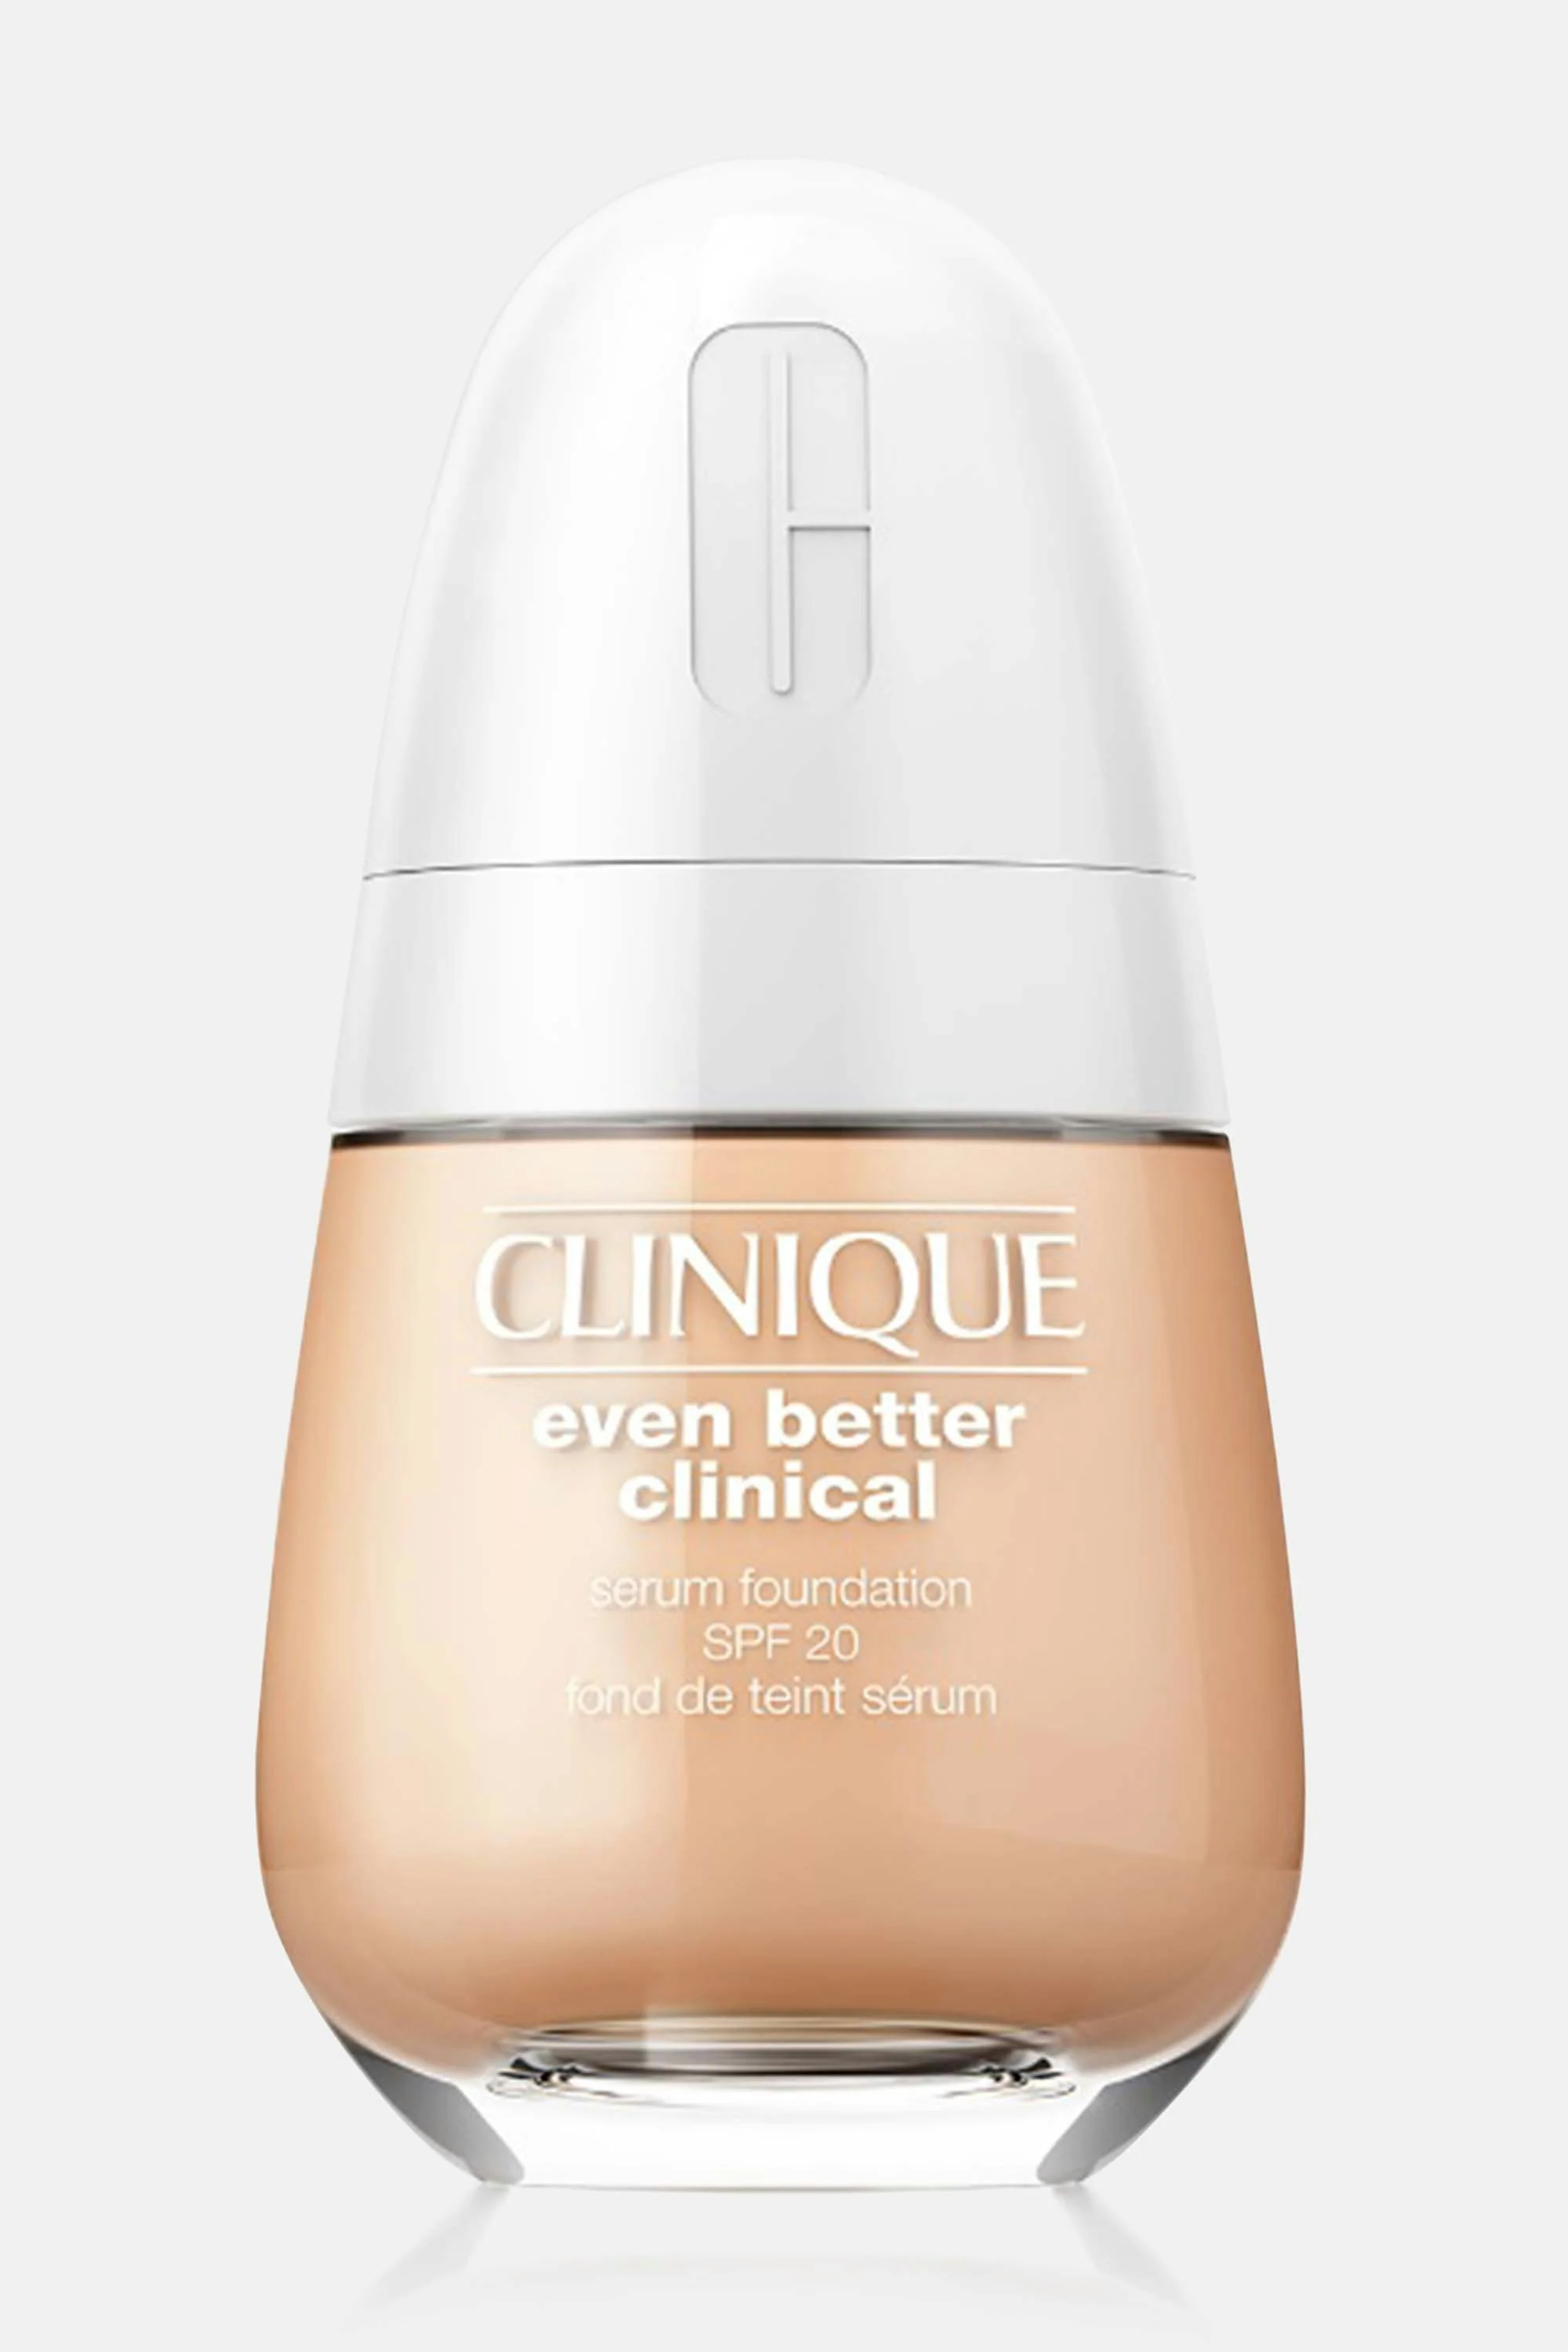 CLINIQUE
even better
clinical
serum foundation
SPF 20
fond de teint sérum